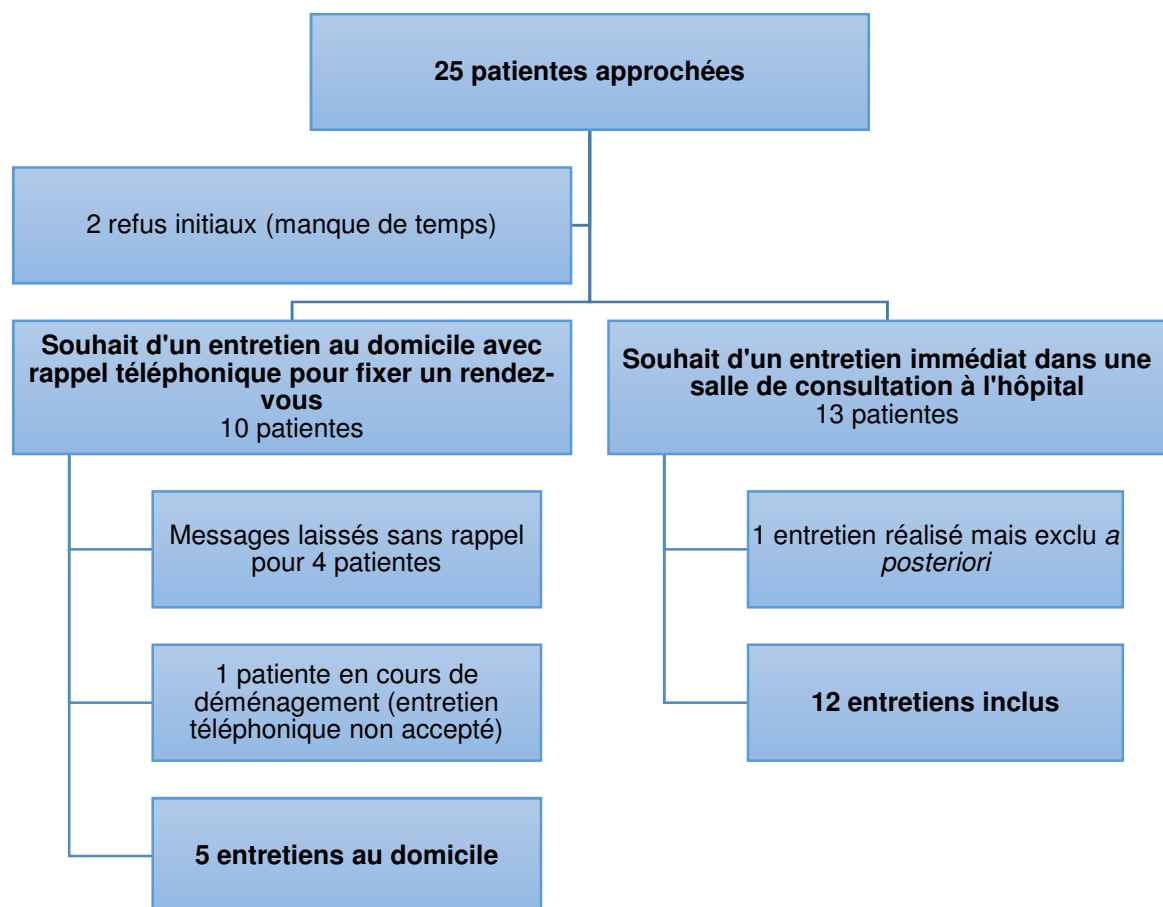 25 patientes approchées
2 refus initiaux (manque de temps)
Souhait d'un entretien au domicile avec
rappel téléphonique pour fixer un rendez-
vous
10 patientes
Messages laissés sans rappel
pour 4 patientes
1 patiente en cours de
déménagement (entretien
téléphonique non accepté)
5 entretiens au domicile
Souhait d'un entretien immédiat dans une
salle de consultation à l'hôpital
13 patientes
1 entretien réalisé mais exclu a
posteriori
12 entretiens inclus